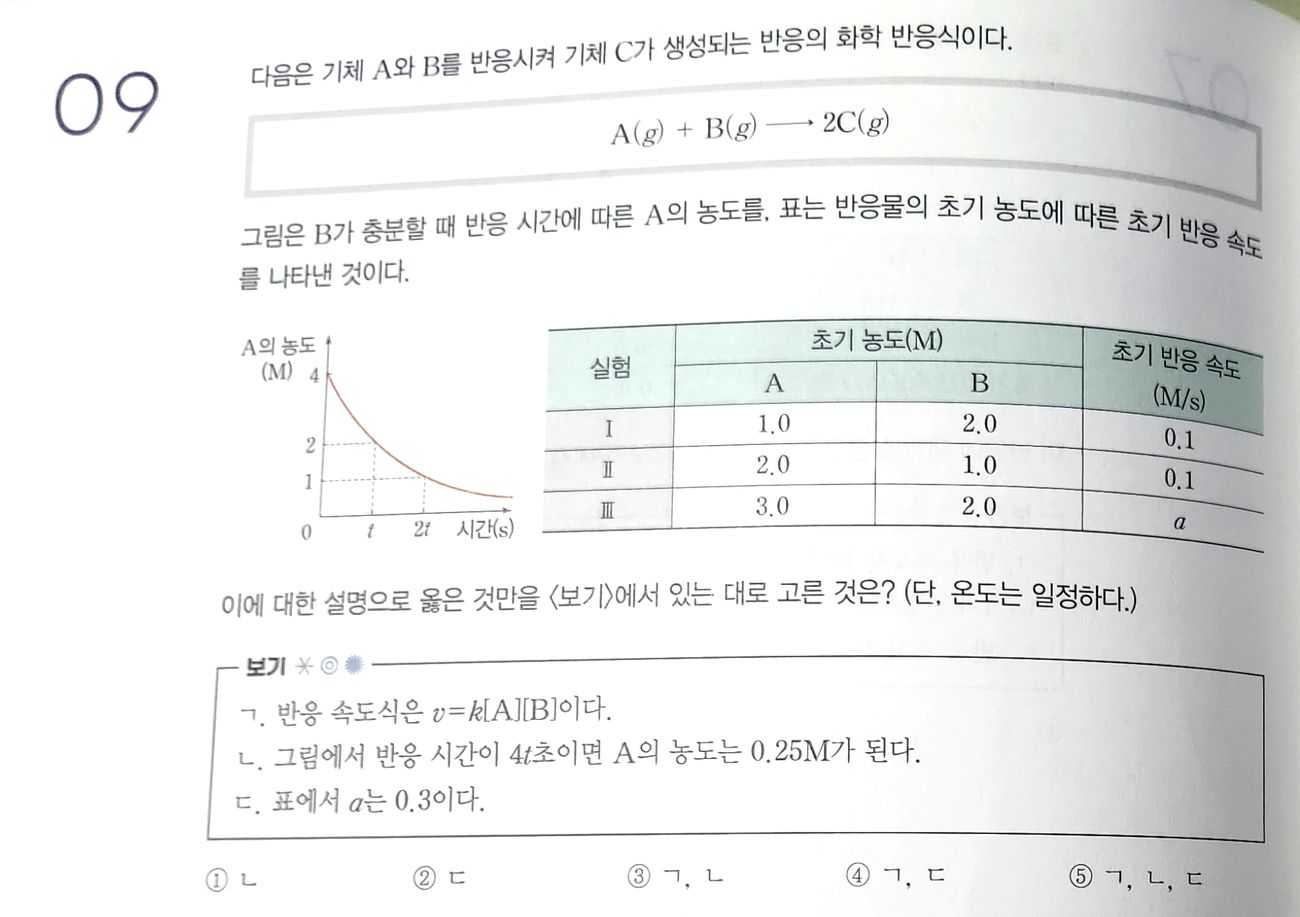 09
다음은 기체 A와 B를 반응시켜 기체 C가 생성되는 반응의 화학 반응식이다.
A(g) + B(g) ⟶ 2C(g)
그림은 B가 충분할 때 반응 시간에 따른 A의 농도를, 표는 반응물의 초기 농도에 따른 초기 반응 속도
를 나타낸 것이다.
A의 농도
(M) 4
2
1
0 t 2t 시간(s)
실험 초기 농도(M) 초기 반응 속도
(M/s)
A B
Ⅰ 1.0 2.0 0.1
Ⅱ 2.0 1.0 0.1
Ⅲ 3.0 2.0 a
이에 대한 설명으로 옳은 것만을 〈보기〉에서 있는 대로 고른 것은? (단, 온도는 일정하다.)
보기
ㄱ. 반응 속도식은 v=k[A][B]이다.
ㄴ. 그림에서 반응 시간이 4t초이면 A의 농도는 0.25M가 된다.
ㄷ. 표에서 a는 0.3이다.
① ㄴ ② ㄷ ③ ㄱ, ㄴ ④ ㄱ, ㄷ ⑤ ㄱ, ㄴ, ㄷ